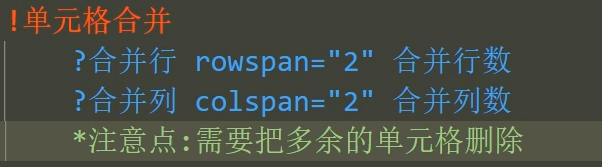 !单元格合并
?合并行 rowspan="2" 合并行数
?合并列 colspan="2" 合并列数
*注意点:需要把多余的单元格删除